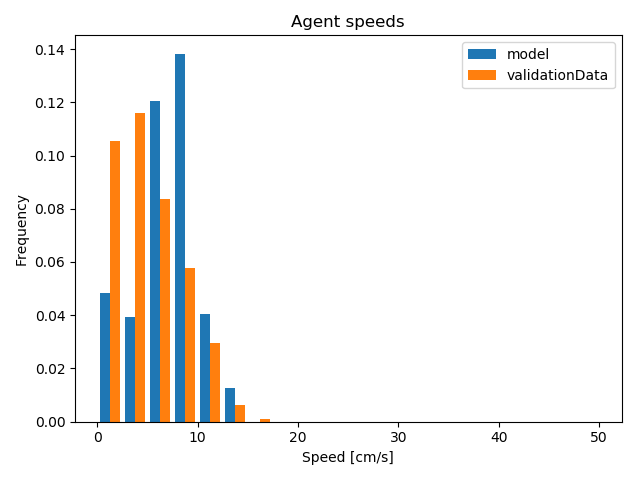 Agent speeds
model
validationData
0.14
0.12
0.10
0.08
0.06
0.04
0.02
0.00
Frequency
0 10 20 30 40 50
Speed [cm/s]